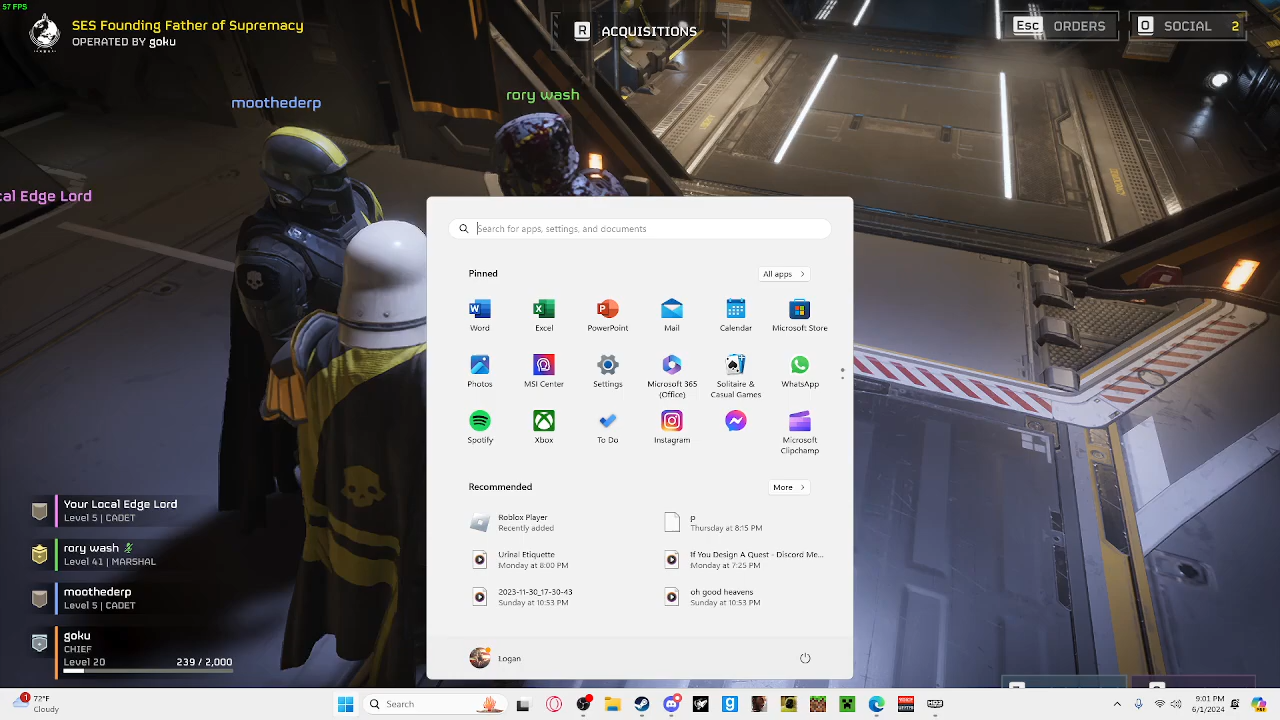 57 FPS
SES Founding Father of Supremacy
OPERATED BY goku
R ACQUISITIONS
Esc ORDERS
O SOCIAL 2
moothederp
rory wash
cal Edge Lord
Search for apps, settings, and documents
Pinned
All apps
Word
Excel
PowerPoint
Mail
Calendar
Microsoft Store
Photos
MSI Center
Settings
Microsoft 365
(Office)
Solitaire &
Casual Games
WhatsApp
Spotify
Xbox
To Do
Instagram
Microsoft
Clipchamp
Recommended
More
Roblox Player
Recently added
p
Thursday at 8:15 PM
Urinal Etiquette
Monday at 8:00 PM
If You Design A Quest - Discord Me...
Monday at 7:25 PM
2023-11-30_17-30-43
Sunday at 10:53 PM
oh good heavens
Sunday at 10:53 PM
Logan
Your Local Edge Lord
Level 5 | CADET
rory wash
Level 41 | MARSHAL
moothederp
Level 5 | CADET
goku
CHIEF
Level 20 239 / 2,000
1
72°F
Cloudy
Search
9:01 PM
6/1/2024